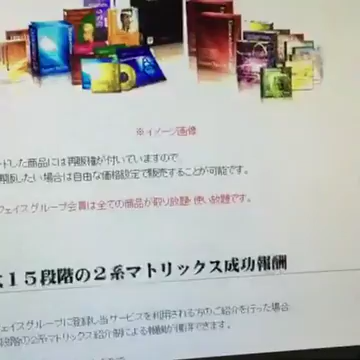 ※イメージ画像
ードした商品には再販権が付いていますので
再販したい場合は自由な価格設定で販売することが可能です。
フェイスグループ会員は全ての商品が取り放題・使い放題です。
15段階の2系マトリックス成功報酬
フェイスグループに登録し当サービスを利用される方のご紹介を行った場合
段階の2系マトリックス紹介制による報酬が獲得できます。